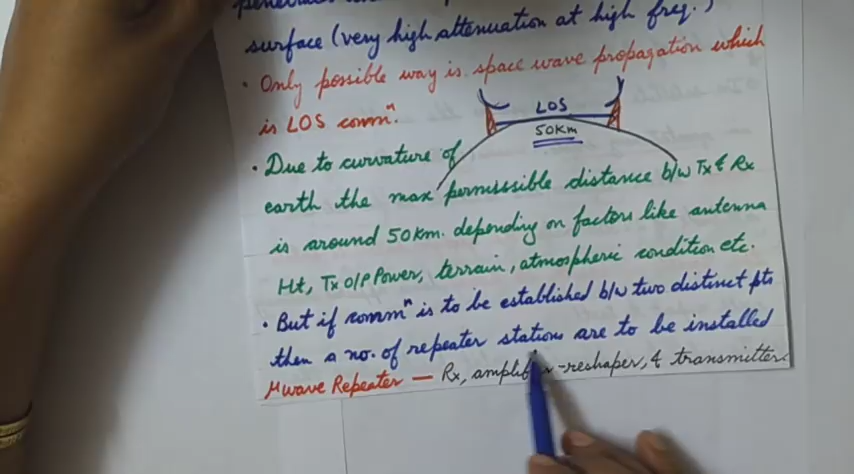 surface (very high attenuation at high freq.)
• Only possible way is space wave propagation which
is LOS commⁿ.
LOS
50Km
• Due to curvature of
earth the max permissible distance b/w Tx & Rx
is around 50Km. depending on factors like antenna
Ht, Tx O/P Power, terrain, atmospheric condition etc.
• But if commⁿ is to be established b/w two distinct pts
then a no. of repeater stations are to be installed
μwave Repeater — Rx, amplifier-reshaper, & transmitter.